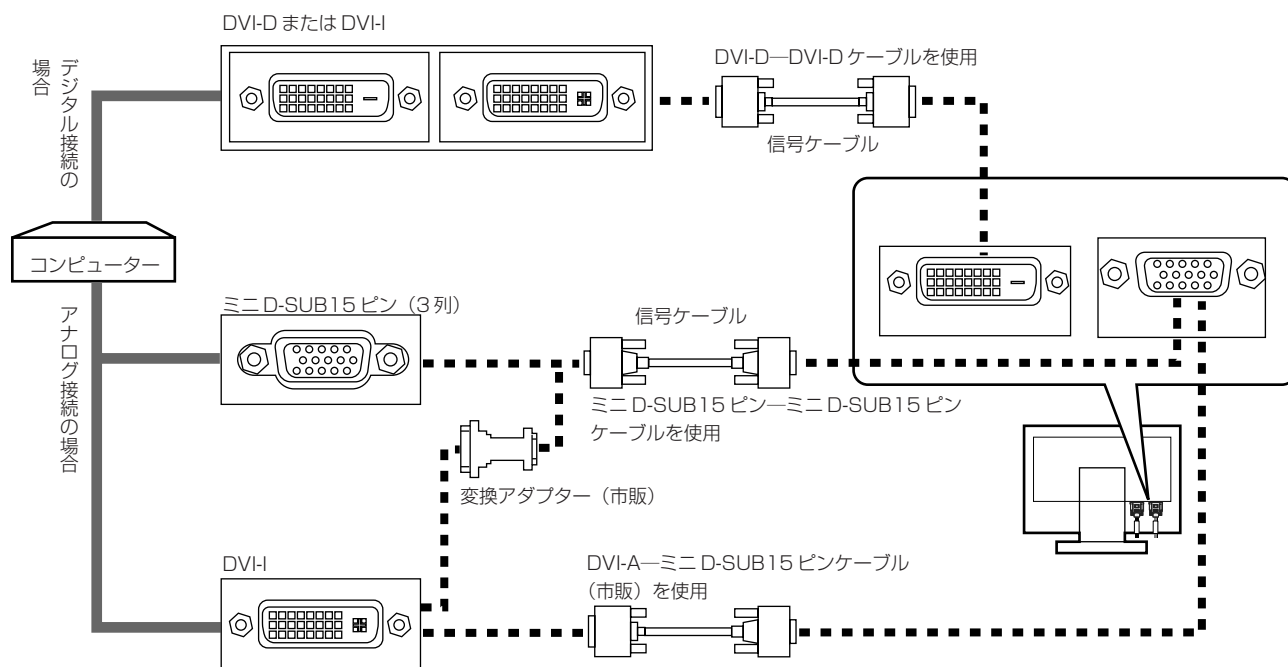 DVI-D または DVI-I
DVI-D―DVI-D ケーブルを使用
信号ケーブル
デジタル接続の
場合
コンピューター
アナログ接続の場合
ミニ D-SUB15 ピン（3 列）
信号ケーブル
ミニ D-SUB15 ピン―ミニ D-SUB15 ピン
ケーブルを使用
変換アダプター（市販）
DVI-I
DVI-A―ミニ D-SUB15 ピンケーブル
（市販）を使用